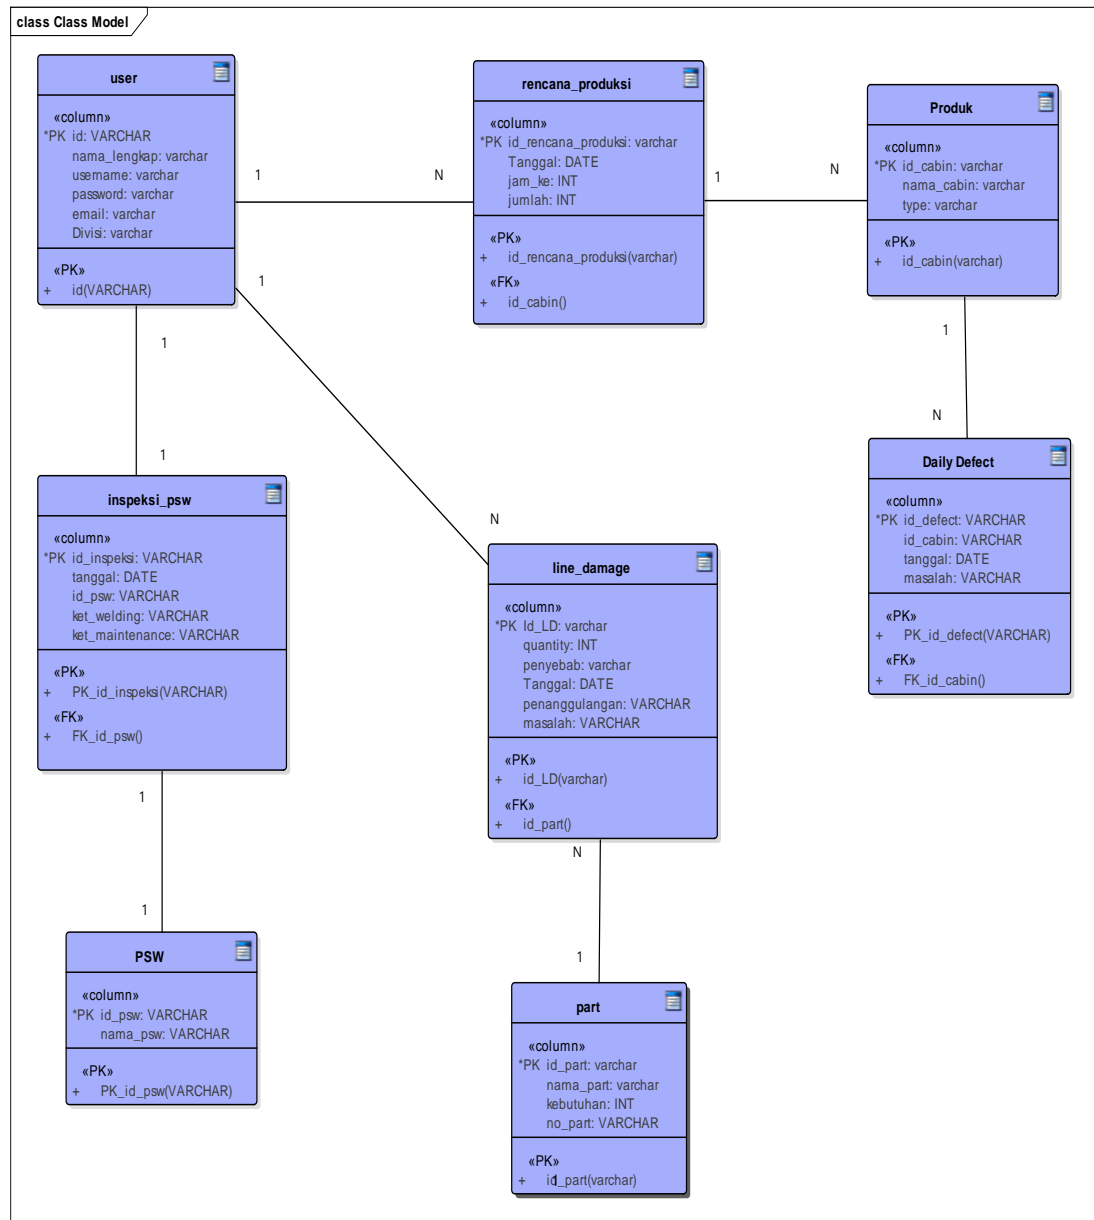 class Class Model
user
«column»
*PK id: VARCHAR
nama_lengkap: varchar
username: varchar
password: varchar
email: varchar
Divisi: varchar
«PK»
+ id(VARCHAR)
1
N
rencana_produksi
«column»
*PK id_rencana_produksi: varchar
Tanggal: DATE
jam_ke: INT
jumlah: INT
«PK»
+ id_rencana_produksi(varchar)
«FK»
+ id_cabin()
1
N
Produk
«column»
*PK id_cabin: varchar
nama_cabin: varchar
type: varchar
«PK»
+ id_cabin(varchar)
1
N
Daily Defect
«column»
*PK id_defect: VARCHAR
id_cabin: VARCHAR
tanggal: DATE
masalah: VARCHAR
«PK»
+ PK_id_defect(VARCHAR)
«FK»
+ FK_id_cabin()
1
1
inspeksi_psw
«column»
*PK id_inspeksi: VARCHAR
tanggal: DATE
id_psw: VARCHAR
ket_welding: VARCHAR
ket_maintenance: VARCHAR
«PK»
+ PK_id_inspeksi(VARCHAR)
«FK»
+ FK_id_psw()
1
1
PSW
«column»
*PK id_psw: VARCHAR
nama_psw: VARCHAR
«PK»
+ PK_id_psw(VARCHAR)
1
N
line_damage
«column»
*PK Id_LD: varchar
quantity: INT
penyebab: varchar
Tanggal: DATE
penanggulangan: VARCHAR
masalah: VARCHAR
«PK»
+ id_LD(varchar)
«FK»
+ id_part()
N
1
part
«column»
*PK id_part: varchar
nama_part: varchar
kebutuhan: INT
no_part: VARCHAR
«PK»
+ id_part(varchar)
1